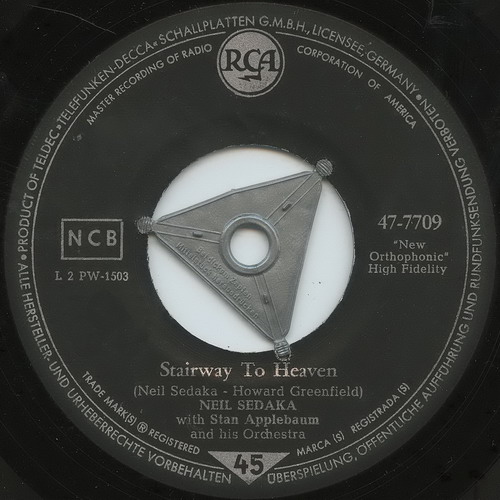 PRODUCT OF TELDEC »TELEFUNKEN-DECCA« SCHALLPLATTEN G.M.B.H., LICENSEE, GERMANY •
MASTER RECORDING OF RADIO CORPORATION OF AMERICA
RCA
NCB
L 2 PW-1503
47-7709
"New
Orthophonic"
High Fidelity
Stairway To Heaven
(Neil Sedaka - Howard Greenfield)
NEIL SEDAKA
with Stan Applebaum
and his Orchestra
TRADE MARK(S) ® REGISTERED
MARCA (S) REGISTRADA (S)
45
ALLE HERSTELLER- UND URHEBERRECHTE VORBEHALTEN
ÜBERSPIELUNG, ÖFFENTLICHE AUFFÜHRUNG UND RUNDFUNKSENDUNG VERBOTEN